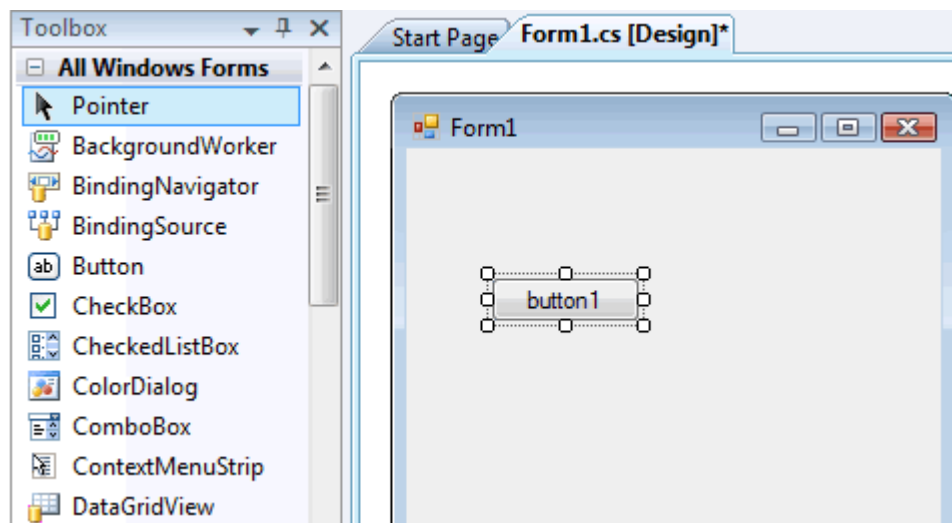 Toolbox
All Windows Forms
Pointer
BackgroundWorker
BindingNavigator
BindingSource
ab Button
CheckBox
CheckedListBox
ColorDialog
ComboBox
ContextMenuStrip
DataGridView
Start Page
Form1.cs [Design]*
Form1
button1